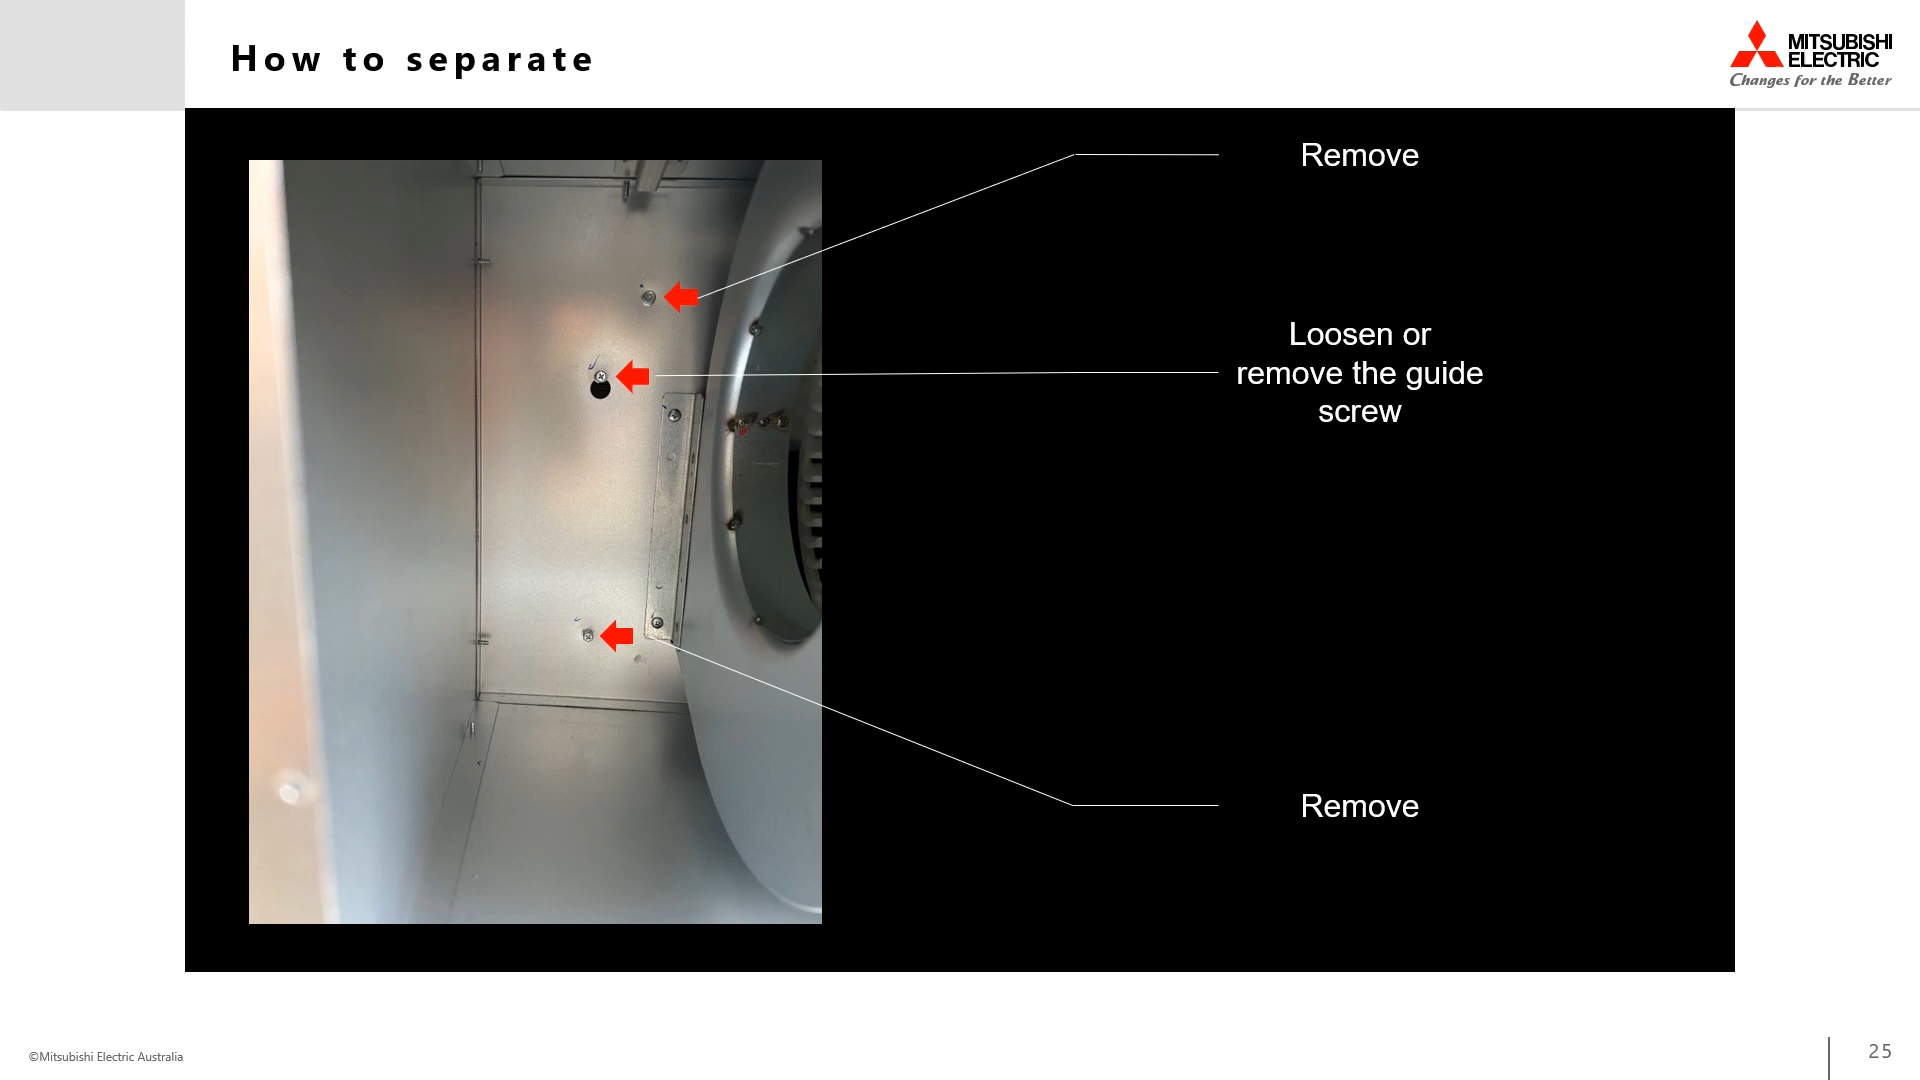 How to separate
MITSUBISHI
ELECTRIC
Changes for the Better
Remove
Loosen or
remove the guide
screw
Remove
©Mitsubishi Electric Australia
25